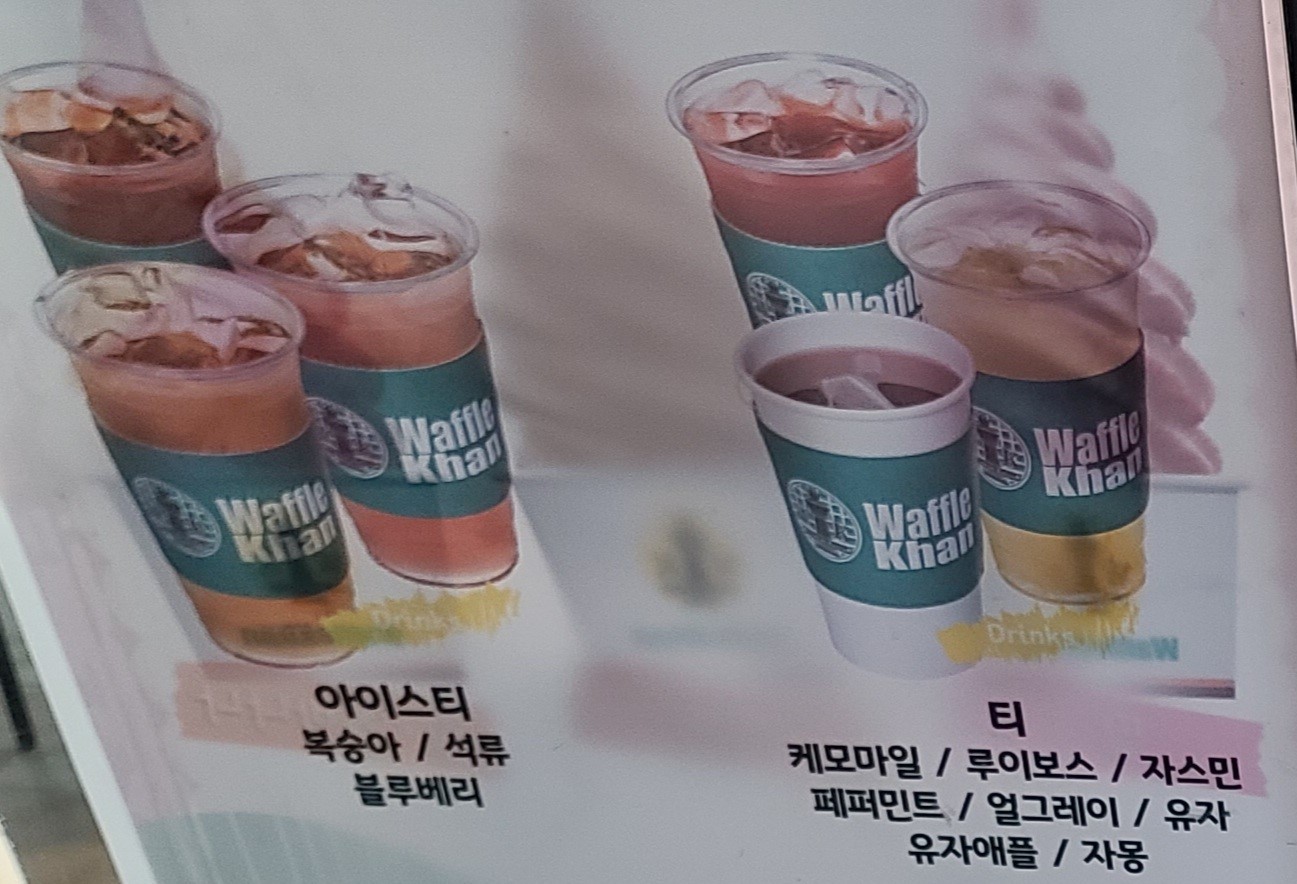 Waffle
Waffle
Khan
Waffle
Khan
Waffle
Khan
Waffle
Khan
Drinks
Drinks
아이스티
복숭아 / 석류
블루베리
티
케모마일 / 루이보스 / 자스민
페퍼민트 / 얼그레이 / 유자
유자애플 / 자몽